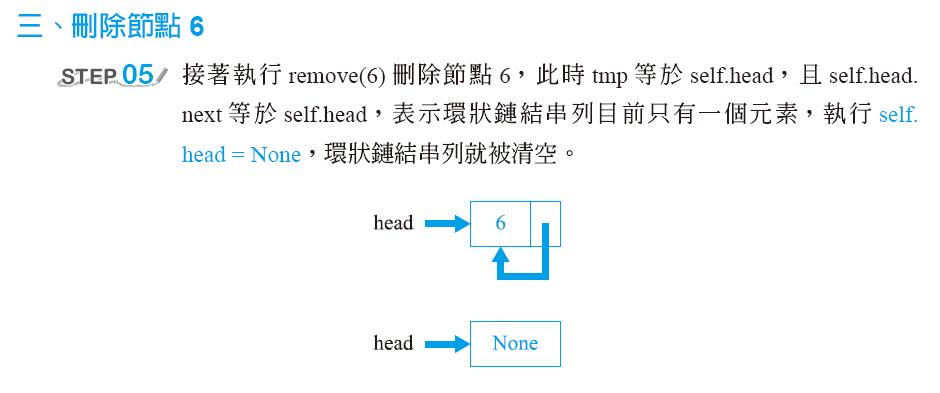 三、刪除節點 6
STEP 05 接著執行 remove(6) 刪除節點 6，此時 tmp 等於 self.head，且 self.head.
next 等於 self.head，表示環狀鏈結串列目前只有一個元素，執行 self.
head = None，環狀鏈結串列就被清空。
head 6
head None